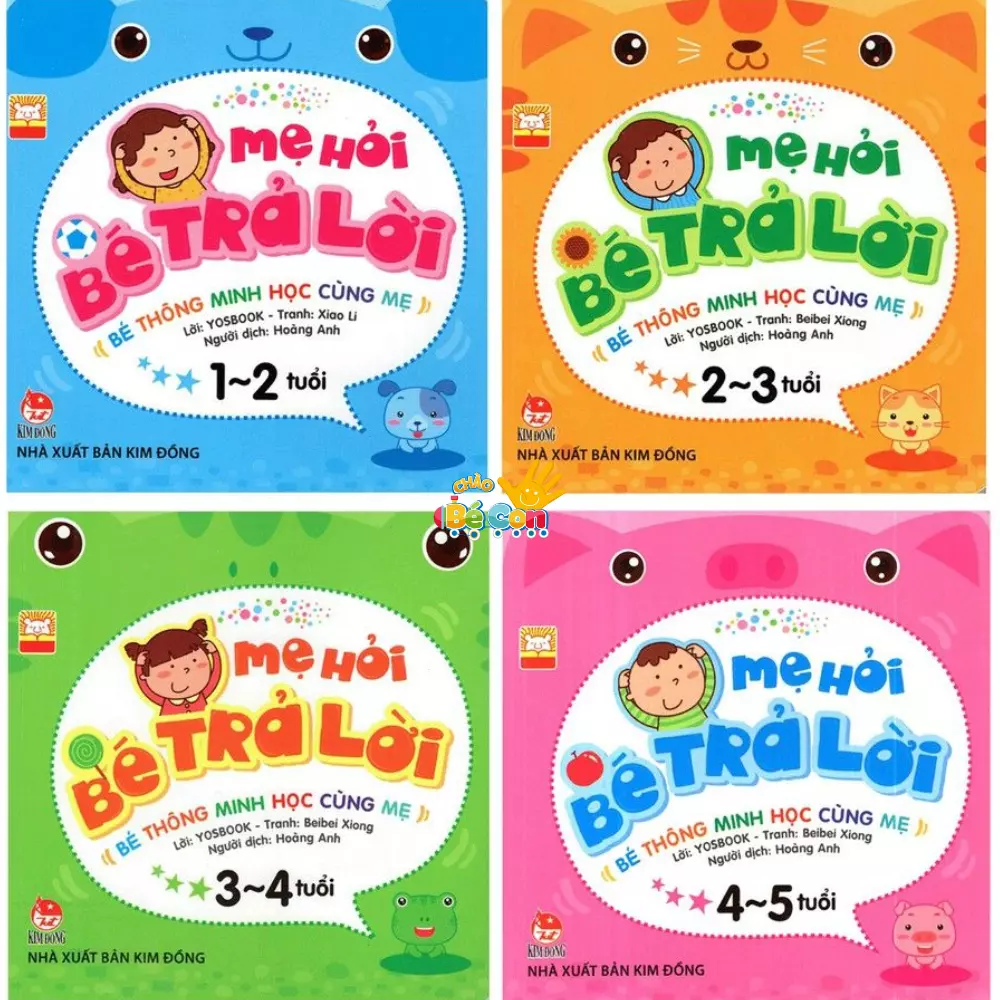 mẹ Hỏi
Bé TRẢ Lời
BÉ THÔNG MINH HỌC CÙNG MẸ
Lời: YOSBOOK - Tranh: Xiao Li
Người dịch: Hoàng Anh
1~2 tuổi
KIM ĐỒNG
NHÀ XUẤT BẢN KIM ĐỒNG
mẹ Hỏi
Bé TRẢ Lời
BÉ THÔNG MINH HỌC CÙNG MẸ
Lời: YOSBOOK - Tranh: Beibei Xiong
Người dịch: Hoàng Anh
2~3 tuổi
KIM ĐỒNG
NHÀ XUẤT BẢN KIM ĐỒNG
CHÀO
Bé Con
mẹ Hỏi
Bé TRẢ Lời
BÉ THÔNG MINH HỌC CÙNG MẸ
Lời: YOSBOOK - Tranh: Beibei Xiong
Người dịch: Hoàng Anh
3~4 tuổi
KIM ĐỒNG
NHÀ XUẤT BẢN KIM ĐỒNG
mẹ Hỏi
Bé TRẢ Lời
BÉ THÔNG MINH HỌC CÙNG MẸ
Lời: YOSBOOK - Tranh: Beibei Xiong
Người dịch: Hoàng Anh
4~5 tuổi
KIM ĐỒNG
NHÀ XUẤT BẢN KIM ĐỒNG